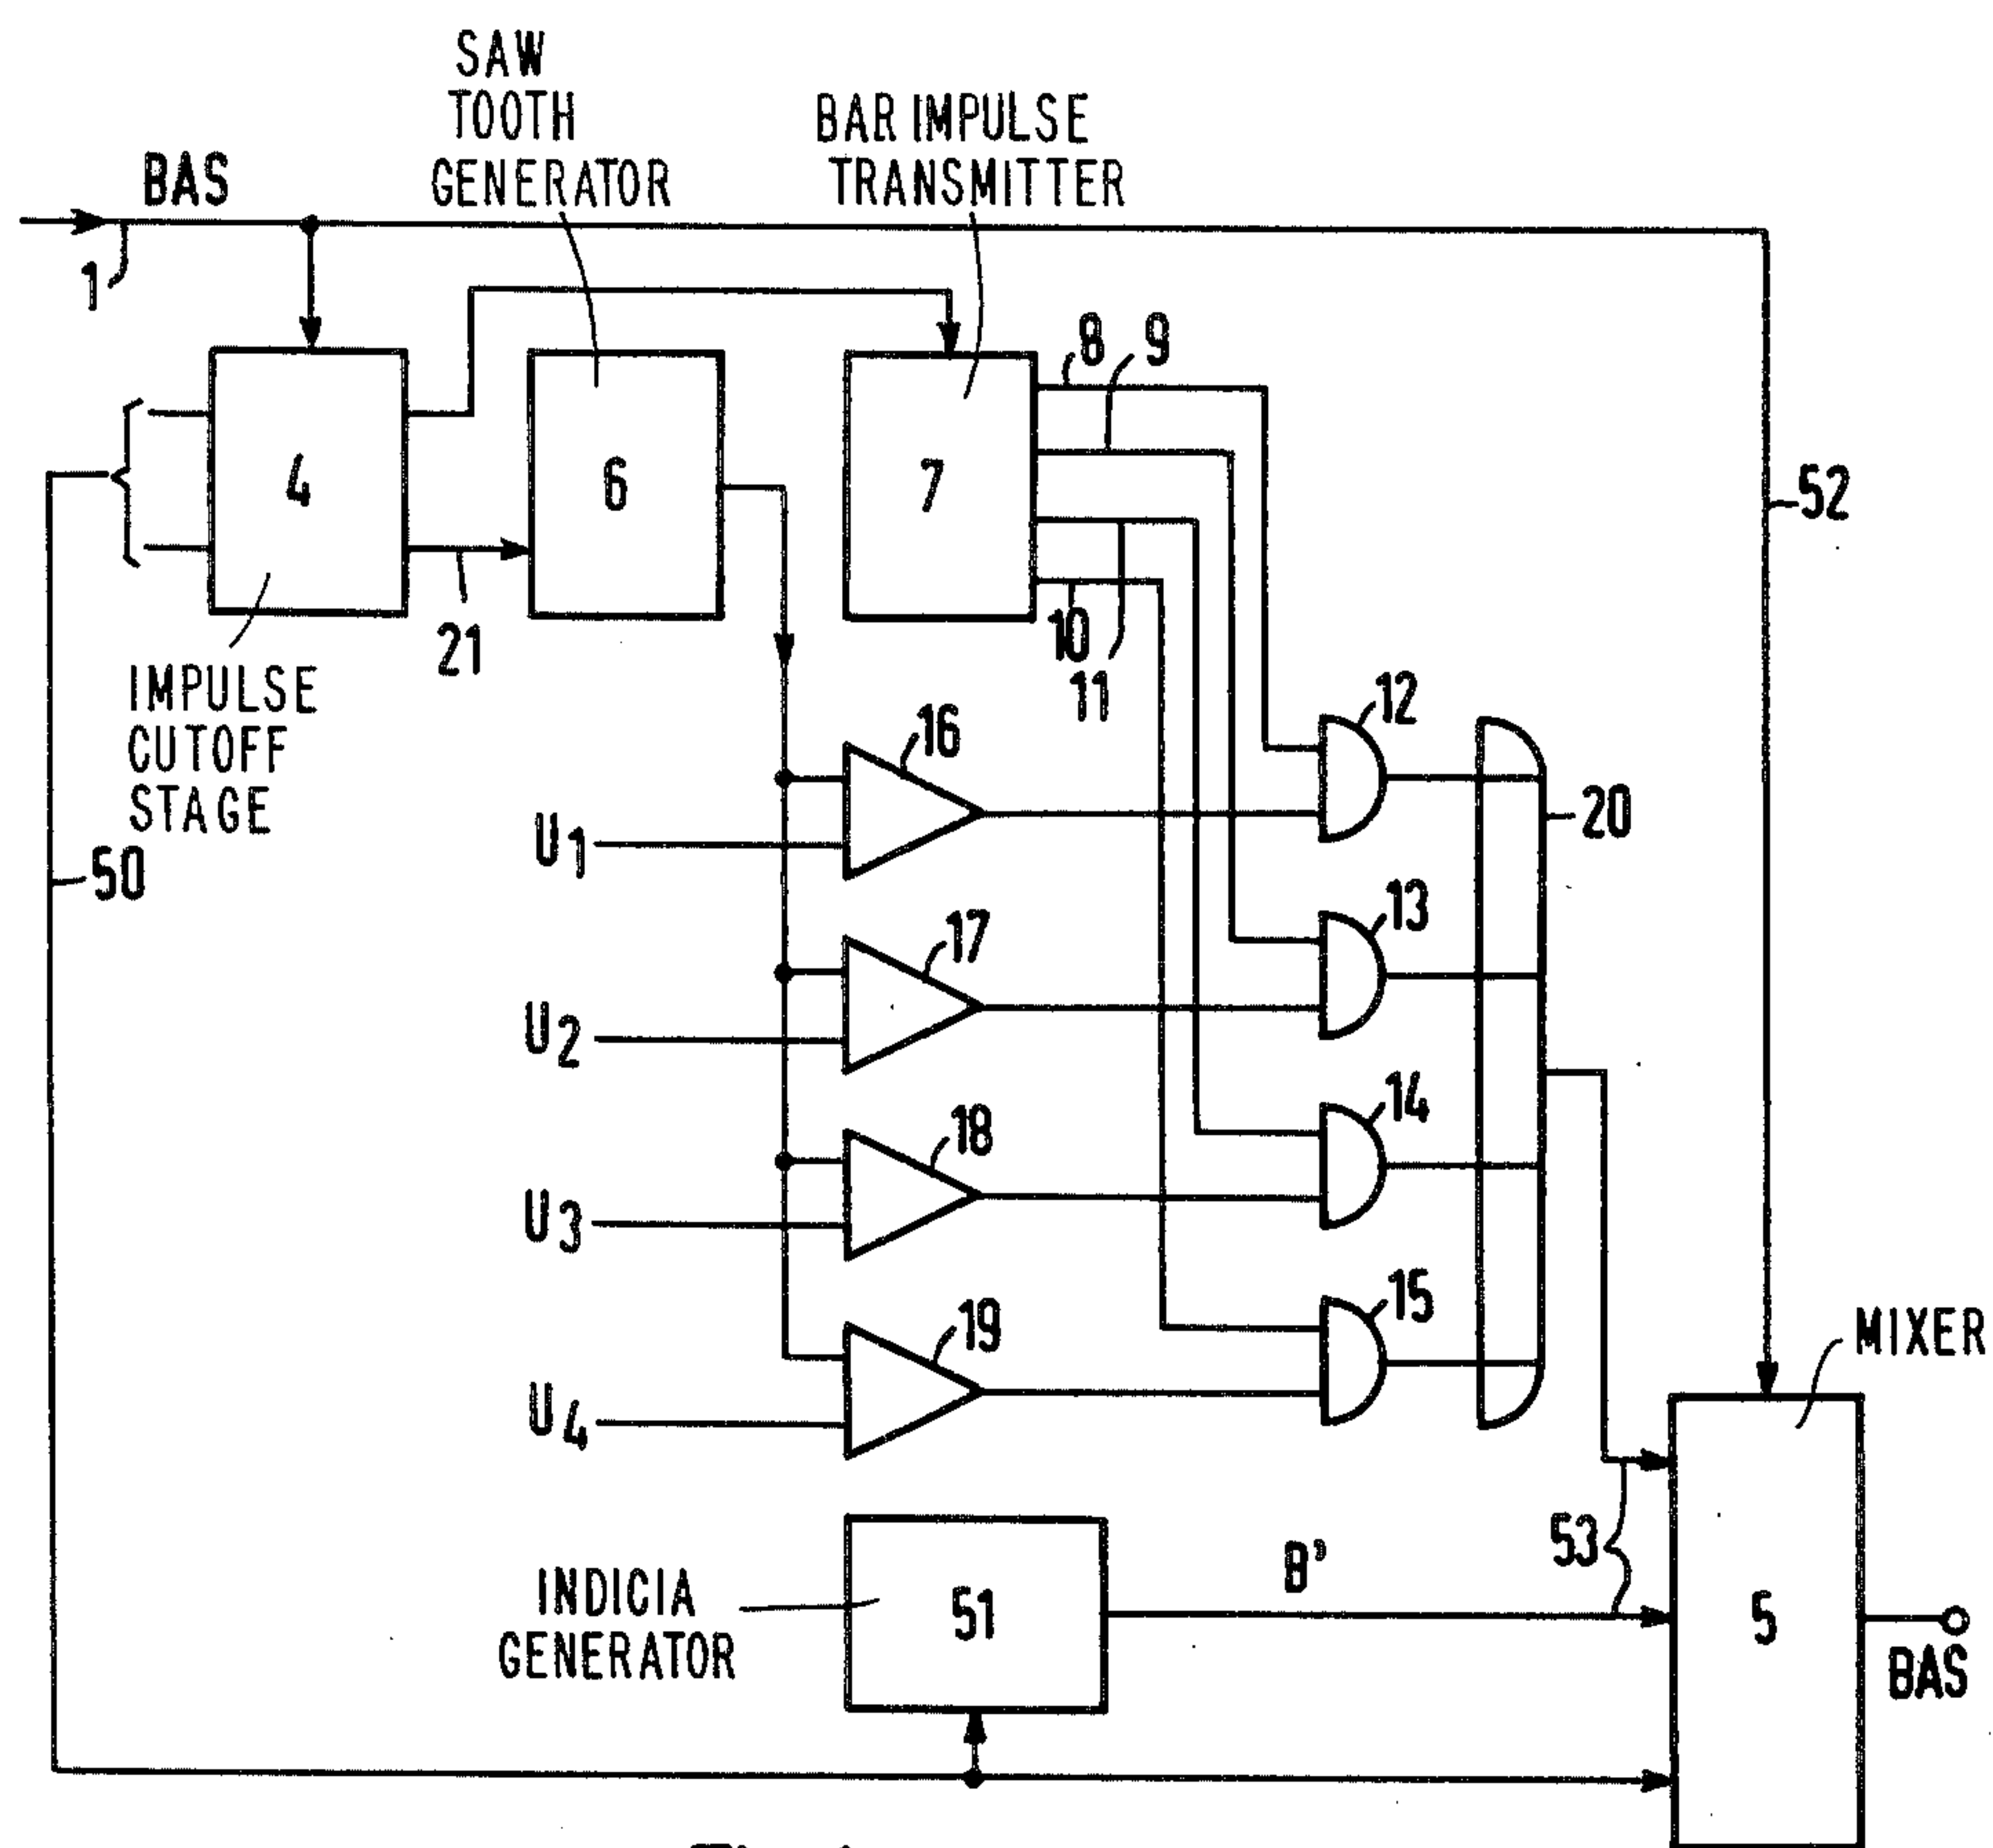 SAW
TOOTH
GENERATOR
BAR IMPULSE
TRANSMITTER
BAS
1
8
9
4
6
7
52
21
10
11
IMPULSE
CUTOFF
STAGE
50
12
16
U1
20
13
17
U2
14
18
U3
15
19
U4
MIXER
53
INDICIA
GENERATOR
51
B'
5
BAS